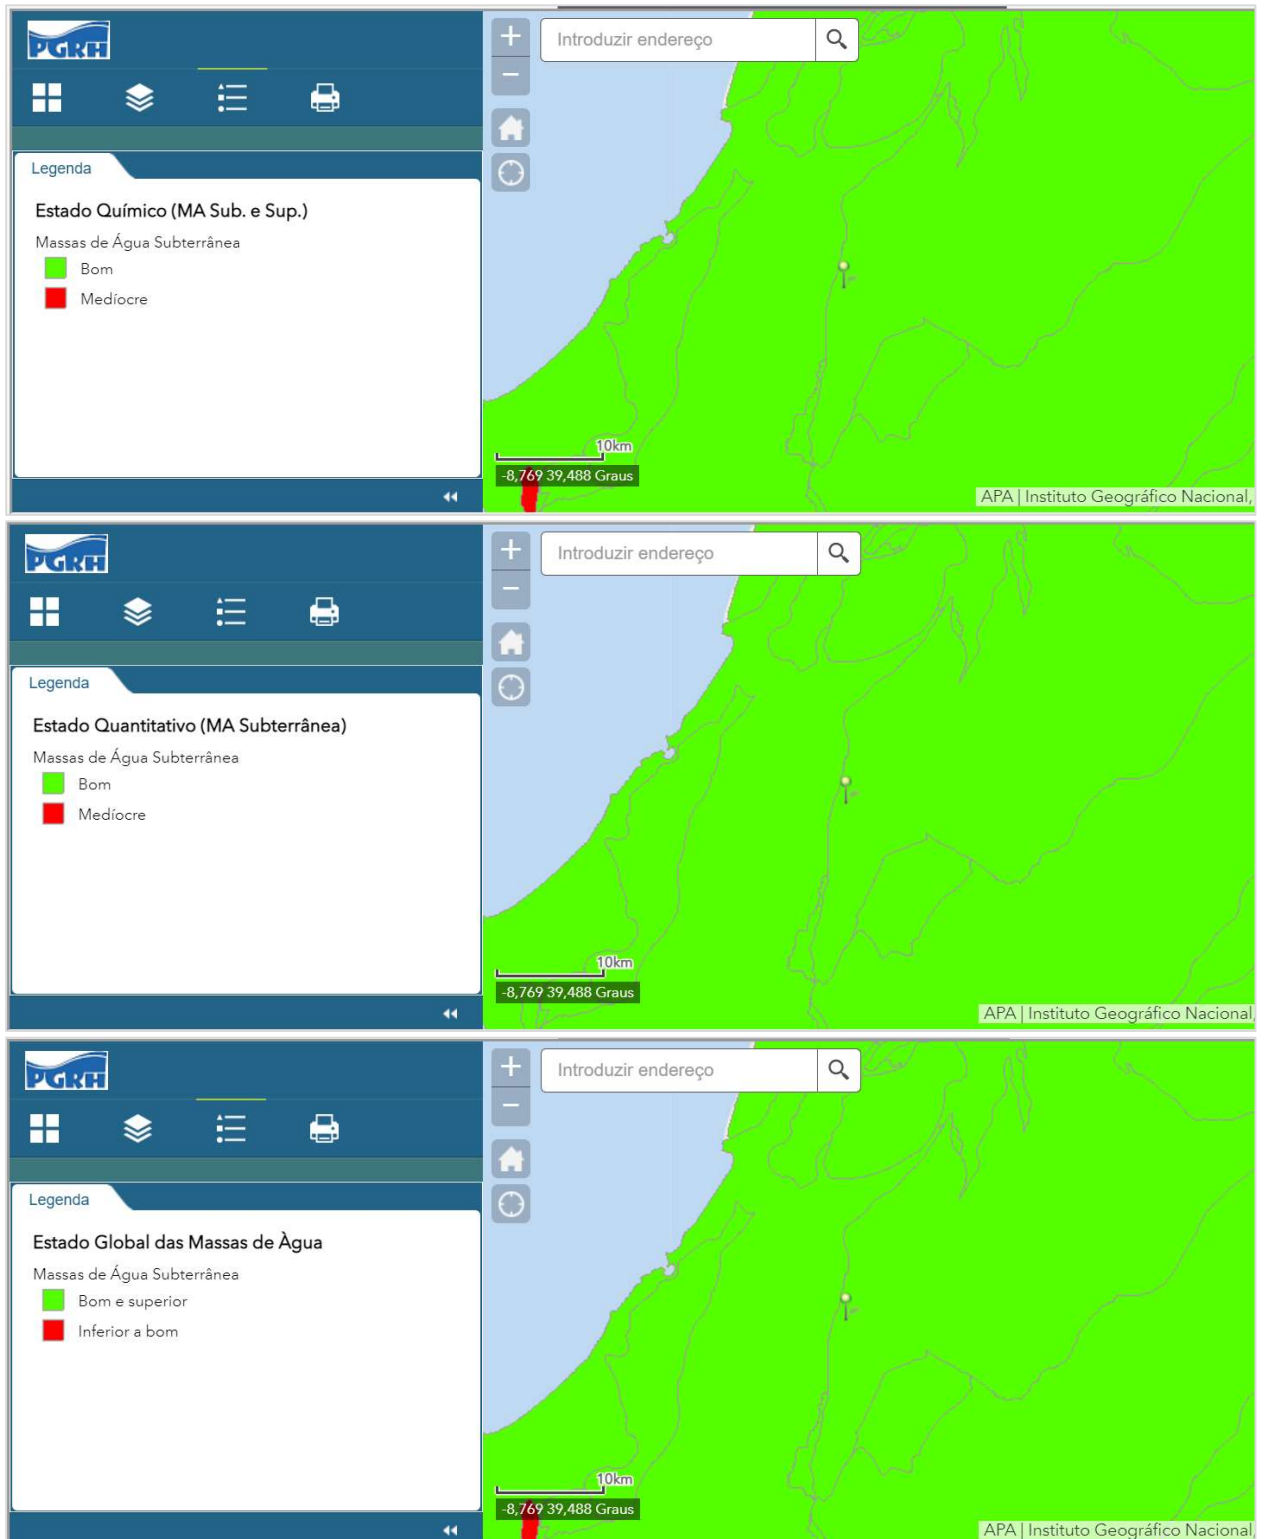 PGRH
Introduzir endereço
Legenda
Estado Químico (MA Sub. e Sup.)
Massas de Água Subterrânea
Bom
Medíocre
10km
-8,769 39,488 Graus
APA | Instituto Geográfico Nacional,
PGRH
Introduzir endereço
Legenda
Estado Quantitativo (MA Subterrânea)
Massas de Água Subterrânea
Bom
Medíocre
10km
-8,769 39,488 Graus
APA | Instituto Geográfico Nacional,
PGRH
Introduzir endereço
Legenda
Estado Global das Massas de Àgua
Massas de Água Subterrânea
Bom e superior
Inferior a bom
10km
-8,769 39,488 Graus
APA | Instituto Geográfico Nacional,